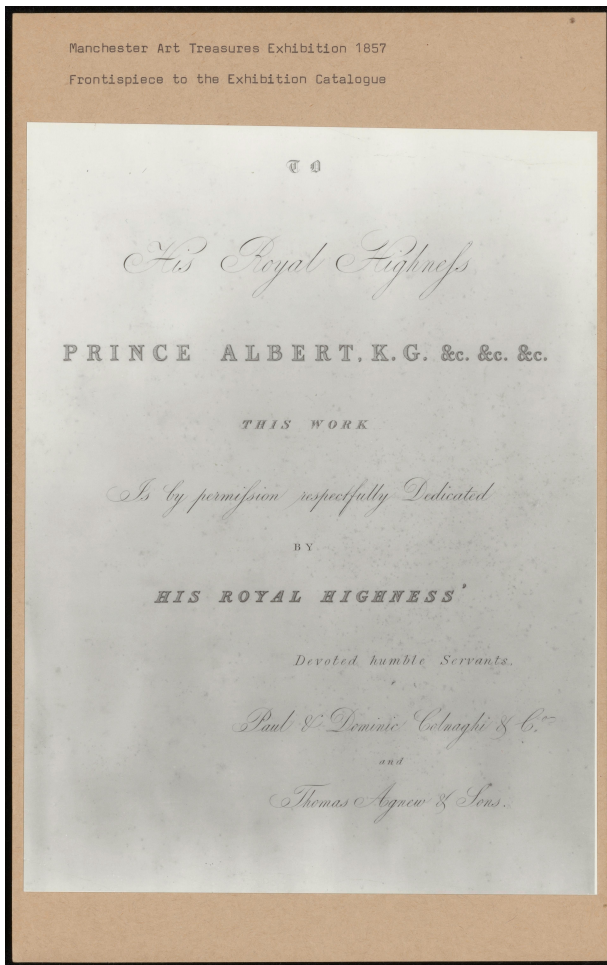 Manchester Art Treasures Exhibition 1857
Frontispiece to the Exhibition Catalogue
TO
His Royal Highneſs
PRINCE ALBERT, K.G. &c. &c. &c.
THIS WORK
Is by permiſsion respectfully Dedicated
BY
HIS ROYAL HIGHNESS'
Devoted humble Servants.
Paul & Dominic Colnaghi & Co.
and
Thomas Agnew & Sons.